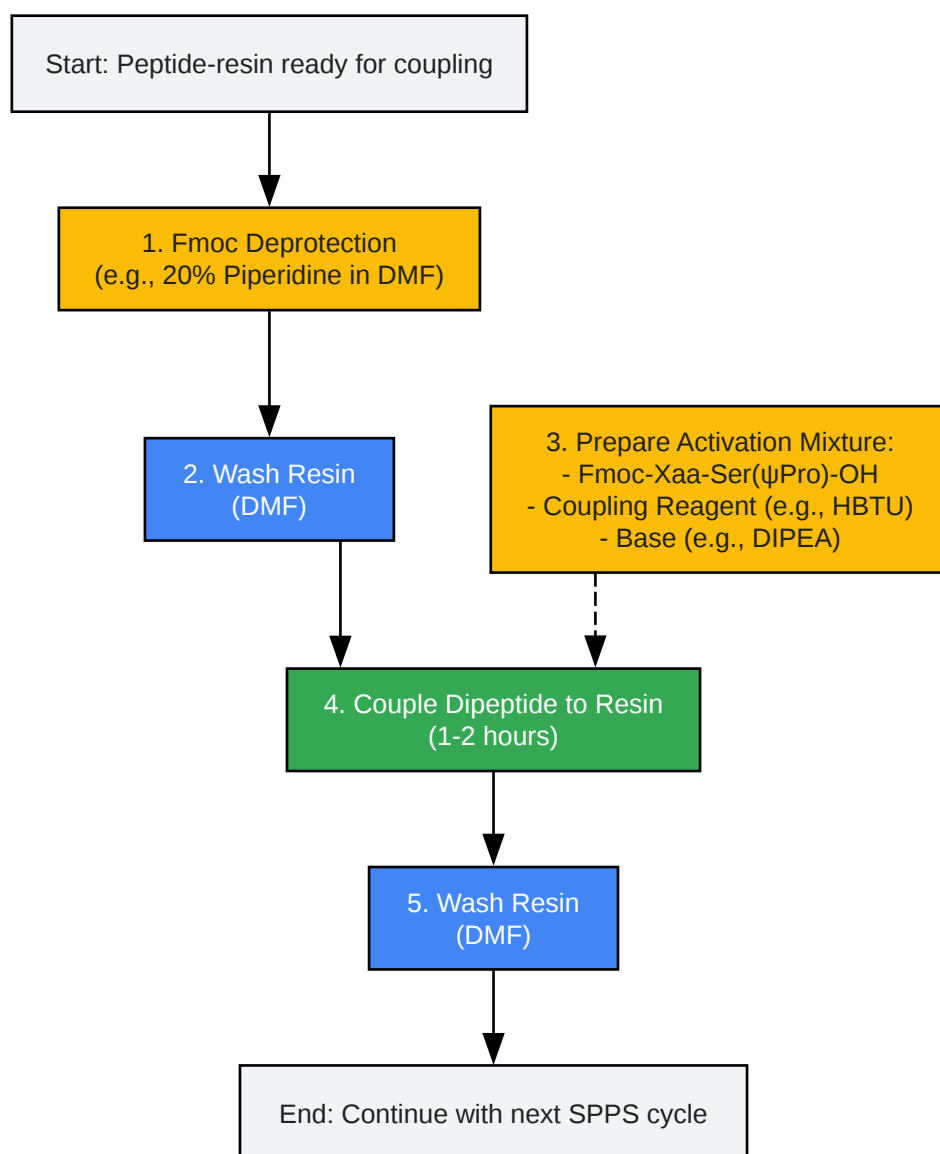 Start: Peptide-resin ready for coupling
1. Fmoc Deprotection
(e.g., 20% Piperidine in DMF)
2. Wash Resin
(DMF)
3. Prepare Activation Mixture:
- Fmoc-Xaa-Ser(ψPro)-OH
- Coupling Reagent (e.g., HBTU)
- Base (e.g., DIPEA)
4. Couple Dipeptide to Resin
(1-2 hours)
5. Wash Resin
(DMF)
End: Continue with next SPPS cycle